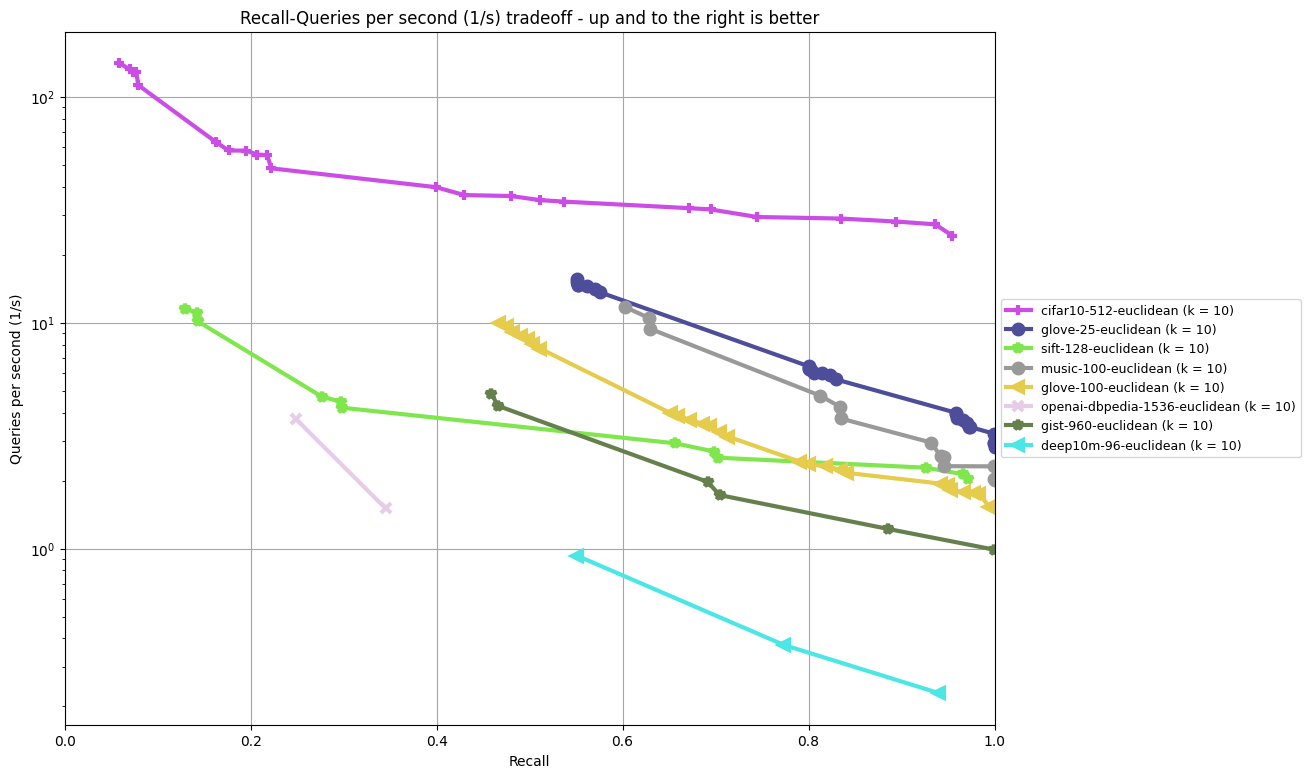 Recall-Queries per second (1/s) tradeoff - up and to the right is better
Queries per second (1/s)
10²
10¹
10⁰
0.0 0.2 0.4 0.6 0.8 1.0
Recall
cifar10-512-euclidean (k = 10)
glove-25-euclidean (k = 10)
sift-128-euclidean (k = 10)
music-100-euclidean (k = 10)
glove-100-euclidean (k = 10)
openai-dbpedia-1536-euclidean (k = 10)
gist-960-euclidean (k = 10)
deep10m-96-euclidean (k = 10)